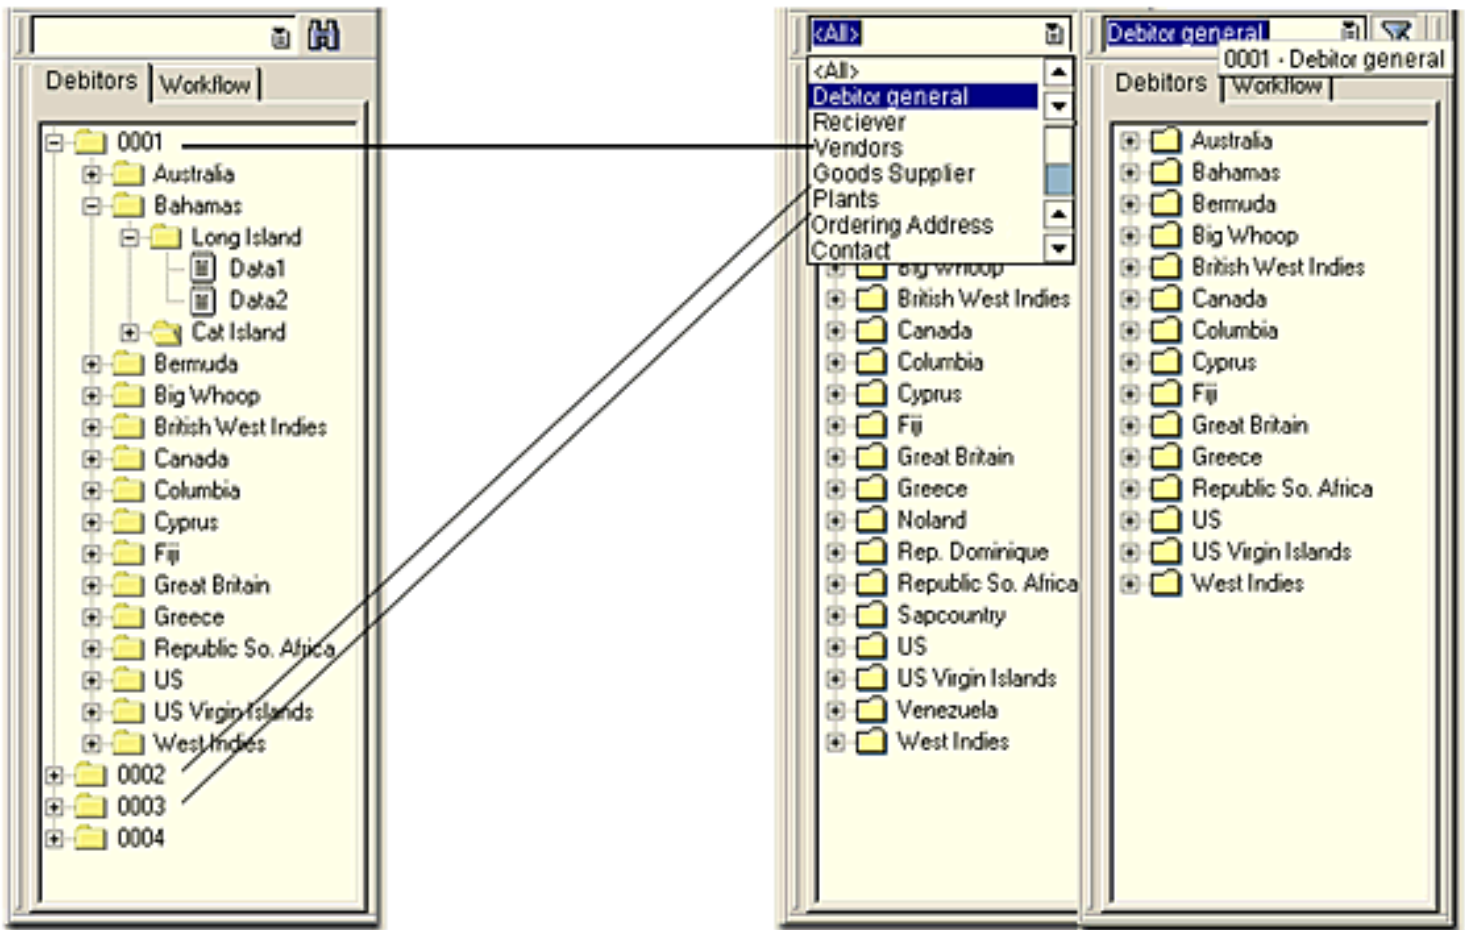 Debitors
Workflow
0001
Australia
Bahamas
Long Island
Data1
Data2
Cat Island
Bermuda
Big Whoop
British West Indies
Canada
Columbia
Cyprus
Fiji
Great Britain
Greece
Republic So. Africa
US
US Virgin Islands
West Indies
0002
0003
0004
<All>
<All>
Debitor general
Reciever
Vendors
Goods Supplier
Plants
Ordering Address
Contact
Big Whoop
British West Indies
Canada
Columbia
Cyprus
Fiji
Great Britain
Greece
Noland
Rep. Dominique
Republic So. Africa
Sapcountry
US
US Virgin Islands
Venezuela
West Indies
Debitor general
0001 - Debitor general
Debitors
Workflow
Australia
Bahamas
Bermuda
Big Whoop
British West Indies
Canada
Columbia
Cyprus
Fiji
Great Britain
Greece
Republic So. Africa
US
US Virgin Islands
West Indies